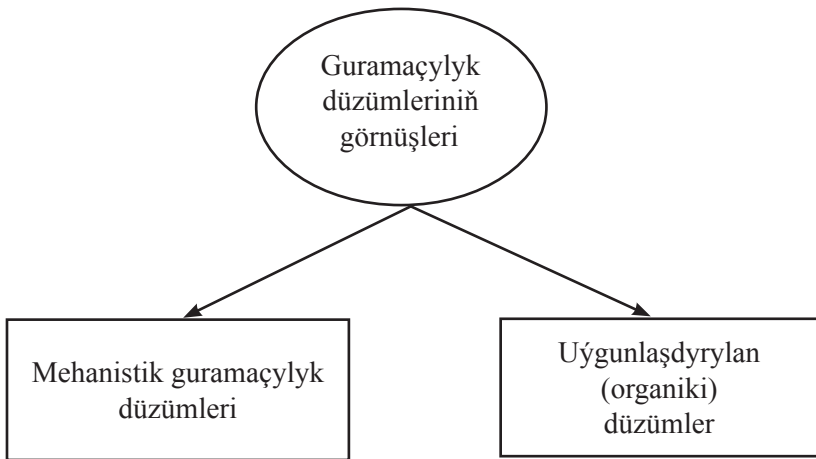 Guramaçylyk
düzümleriniň
görnüşleri
Mehanistik guramaçylyk
düzümleri
Uýgunlaşdyrylan
(organiki)
düzümler